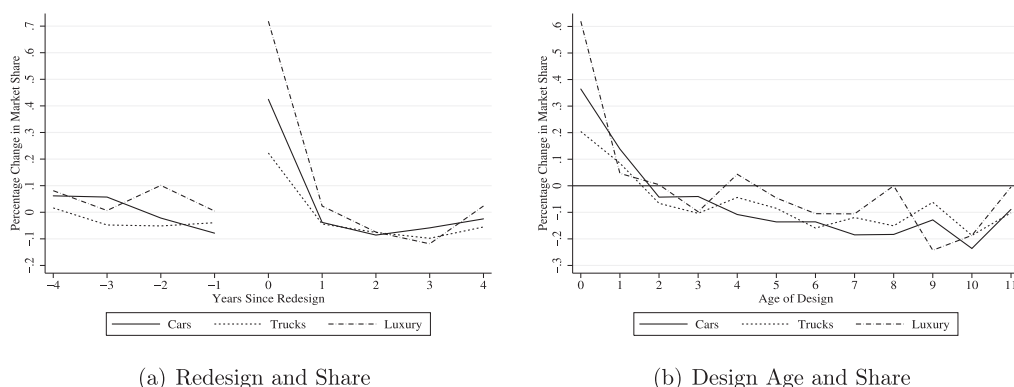 Percentage Change in Market Share
.7
.6
.5
.4
.3
.2
.1
0
-.1
-.2
-4 -3 -2 -1 0 1 2 3 4
Years Since Redesign
Cars Trucks Luxury
(a) Redesign and Share
Percentage Change in Market Share
.6
.5
.4
.3
.2
.1
0
-.1
-.2
-.3
0 1 2 3 4 5 6 7 8 9 10 11
Age of Design
Cars Trucks Luxury
(b) Design Age and Share